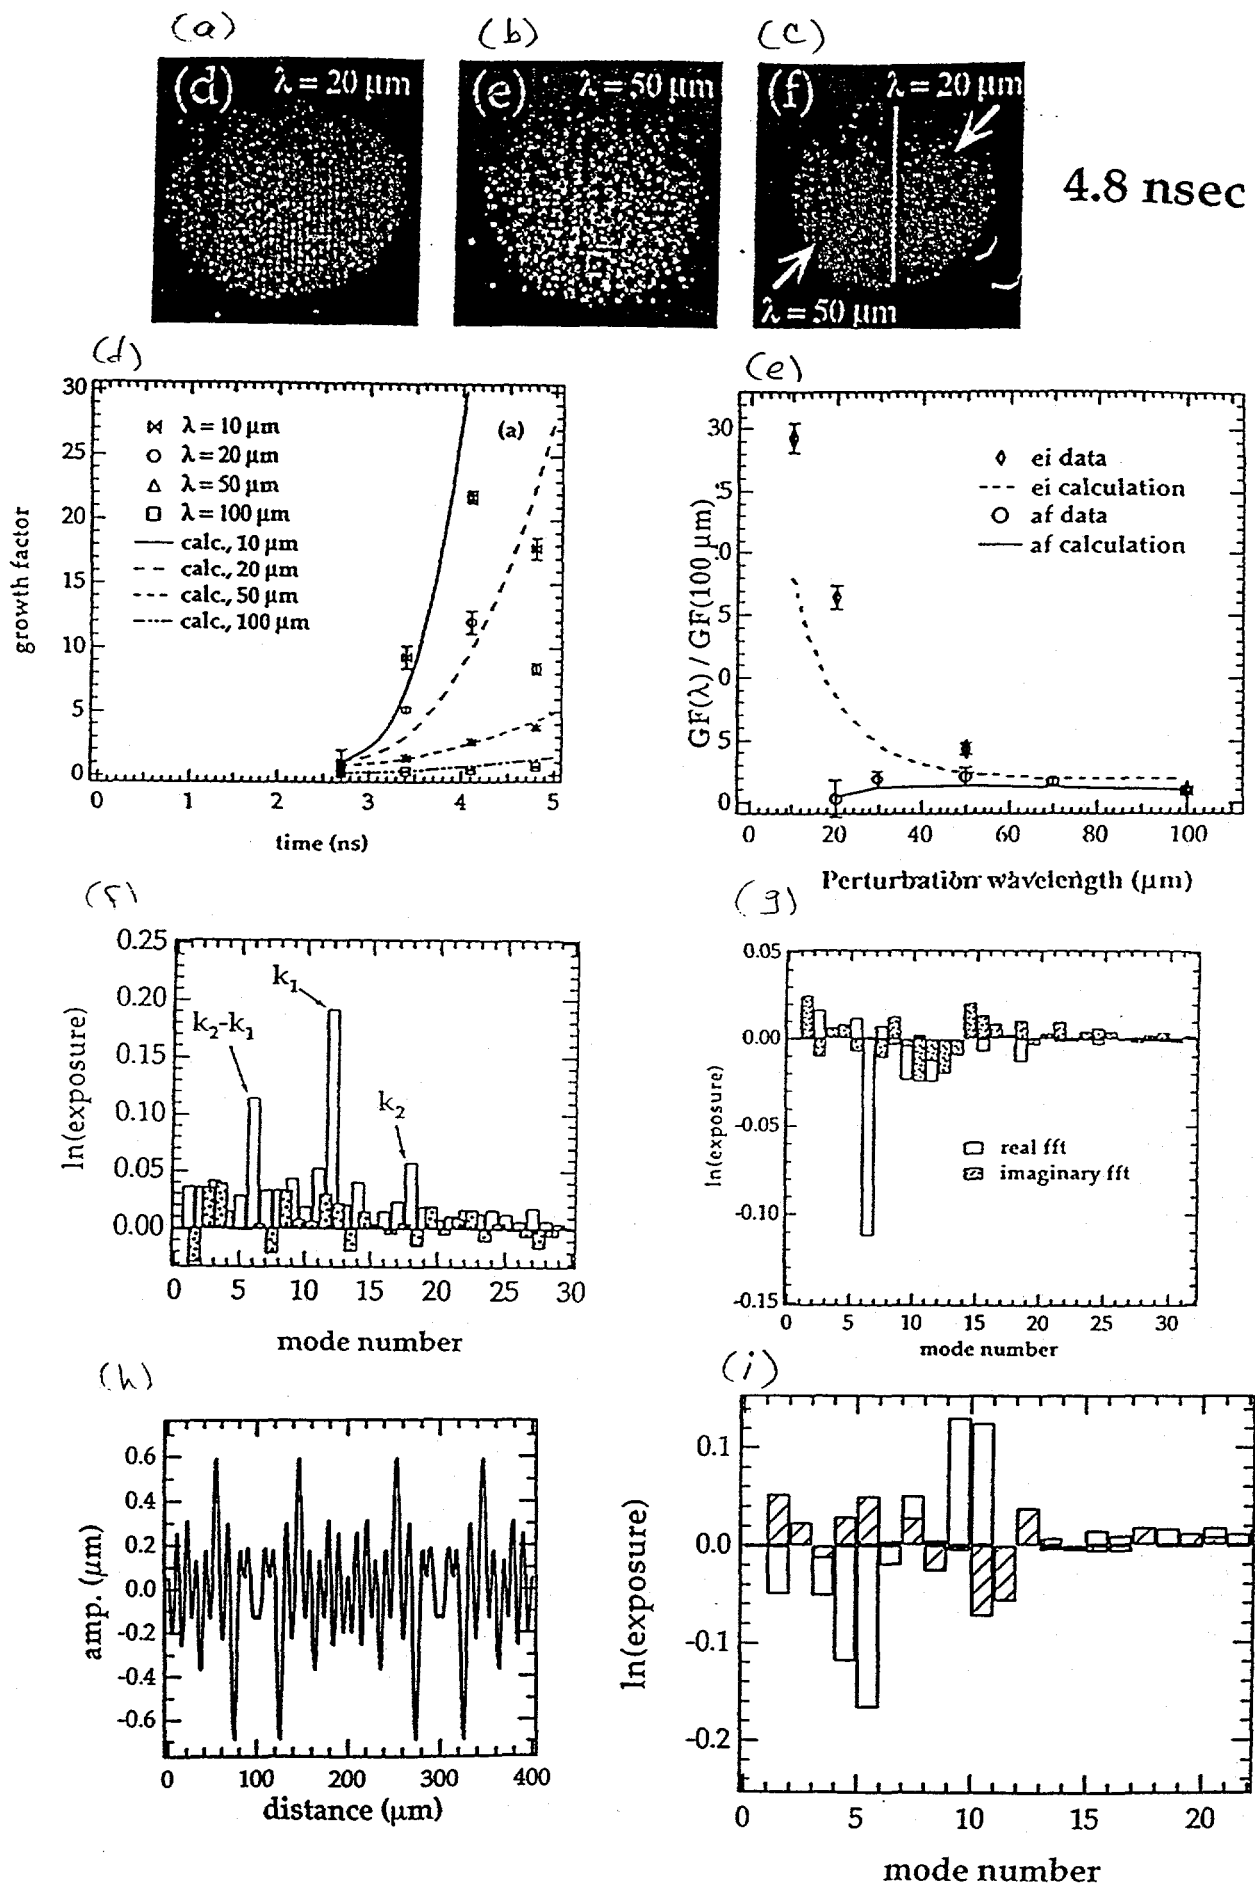 (a)
(b)
(c)
(d) λ = 20 μm
(e) λ = 50 μm
(f) λ = 20 μm
λ = 50 μm
4.8 nsec
(d)
30
25
20
15
10
5
0
growth factor
λ = 10 μm
λ = 20 μm
λ = 50 μm
λ = 100 μm
calc., 10 μm
calc., 20 μm
calc., 50 μm
calc., 100 μm
(a)
0 1 2 3 4 5
time (ns)
(e)
30
5
0
5
0
5
0
GF(λ) / GF(100 μm)
ei data
ei calculation
af data
af calculation
0 20 40 60 80 100
Perturbation wavelength (μm)
(f)
0.25
0.20
0.15
0.10
0.05
0.00
ln(exposure)
k₂-k₁
k₁
k₂
0 5 10 15 20 25 30
mode number
(g)
0.05
0.00
-0.05
-0.10
-0.15
ln(exposure)
real fft
imaginary fft
0 5 10 15 20 25 30
mode number
(h)
0.6
0.4
0.2
0.0
-0.2
-0.4
-0.6
amp. (μm)
0 100 200 300 400
distance (μm)
(i)
0.1
0.0
-0.1
-0.2
ln(exposure)
0 5 10 15 20
mode number